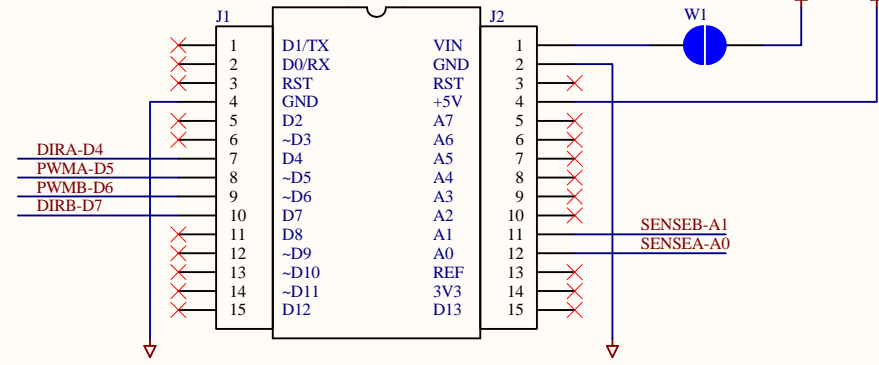 J1 J2 W1
1 D1/TX VIN 1
2 D0/RX GND 2
3 RST RST 3
4 GND +5V 4
5 D2 A7 5
6 ~D3 A6 6
DIRA-D4 7 D4 A5 7
PWMA-D5 8 ~D5 A4 8
PWMB-D6 9 ~D6 A3 9
DIRB-D7 10 D7 A2 10
11 D8 A1 11 SENSEB-A1
12 ~D9 A0 12 SENSEA-A0
13 ~D10 REF 13
14 ~D11 3V3 14
15 D12 D13 15